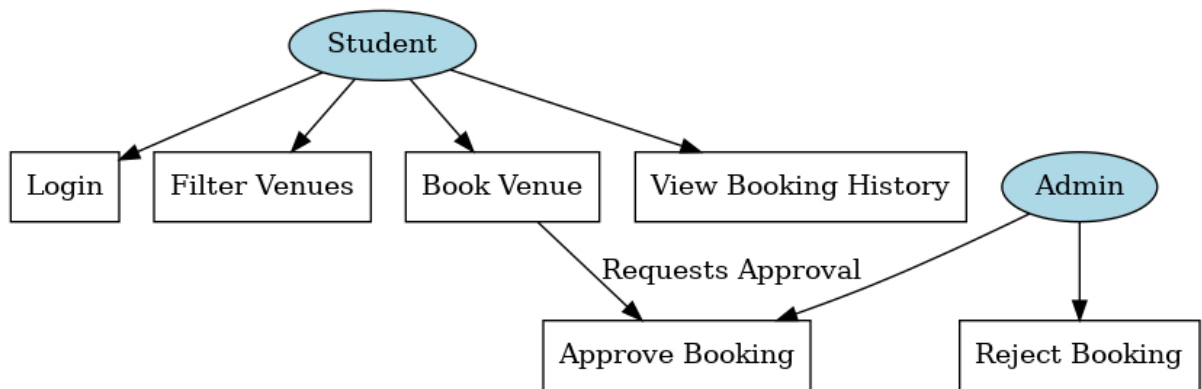 Student
Login
Filter Venues
Book Venue
View Booking History
Admin
Requests Approval
Approve Booking
Reject Booking